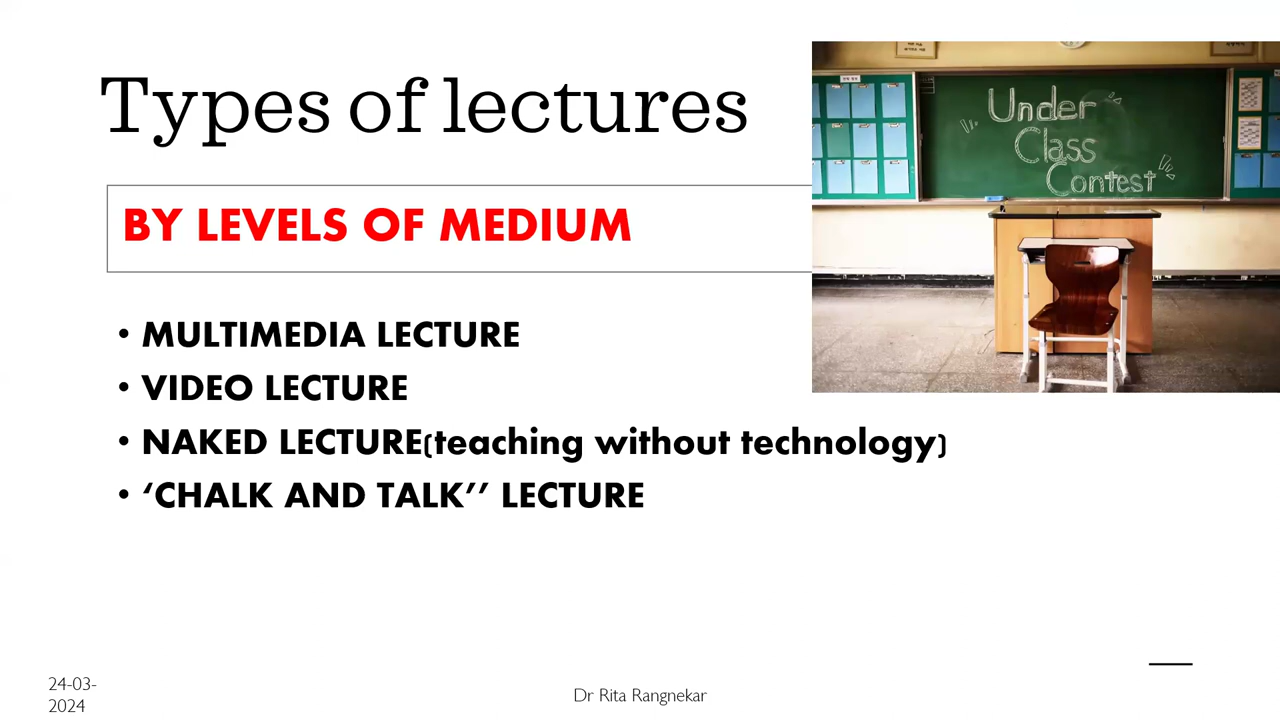 Types of lectures
Under
Class
Contest
BY LEVELS OF MEDIUM
• MULTIMEDIA LECTURE
• VIDEO LECTURE
• NAKED LECTURE(teaching without technology)
• ‘CHALK AND TALK’’ LECTURE
24-03-
2024
Dr Rita Rangnekar